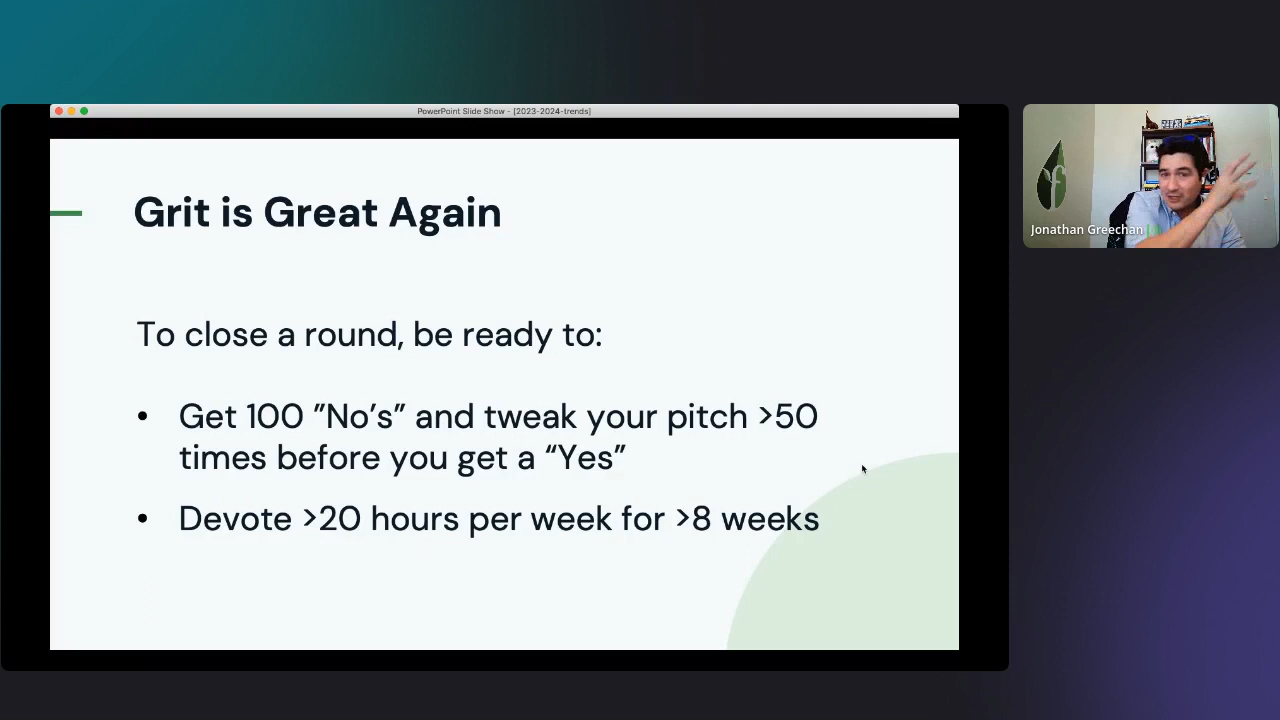 PowerPoint Slide Show - [2023-2024-trends]
Grit is Great Again
To close a round, be ready to:
• Get 100 ”No’s” and tweak your pitch >50
times before you get a “Yes”
• Devote >20 hours per week for >8 weeks
Jonathan Greechan